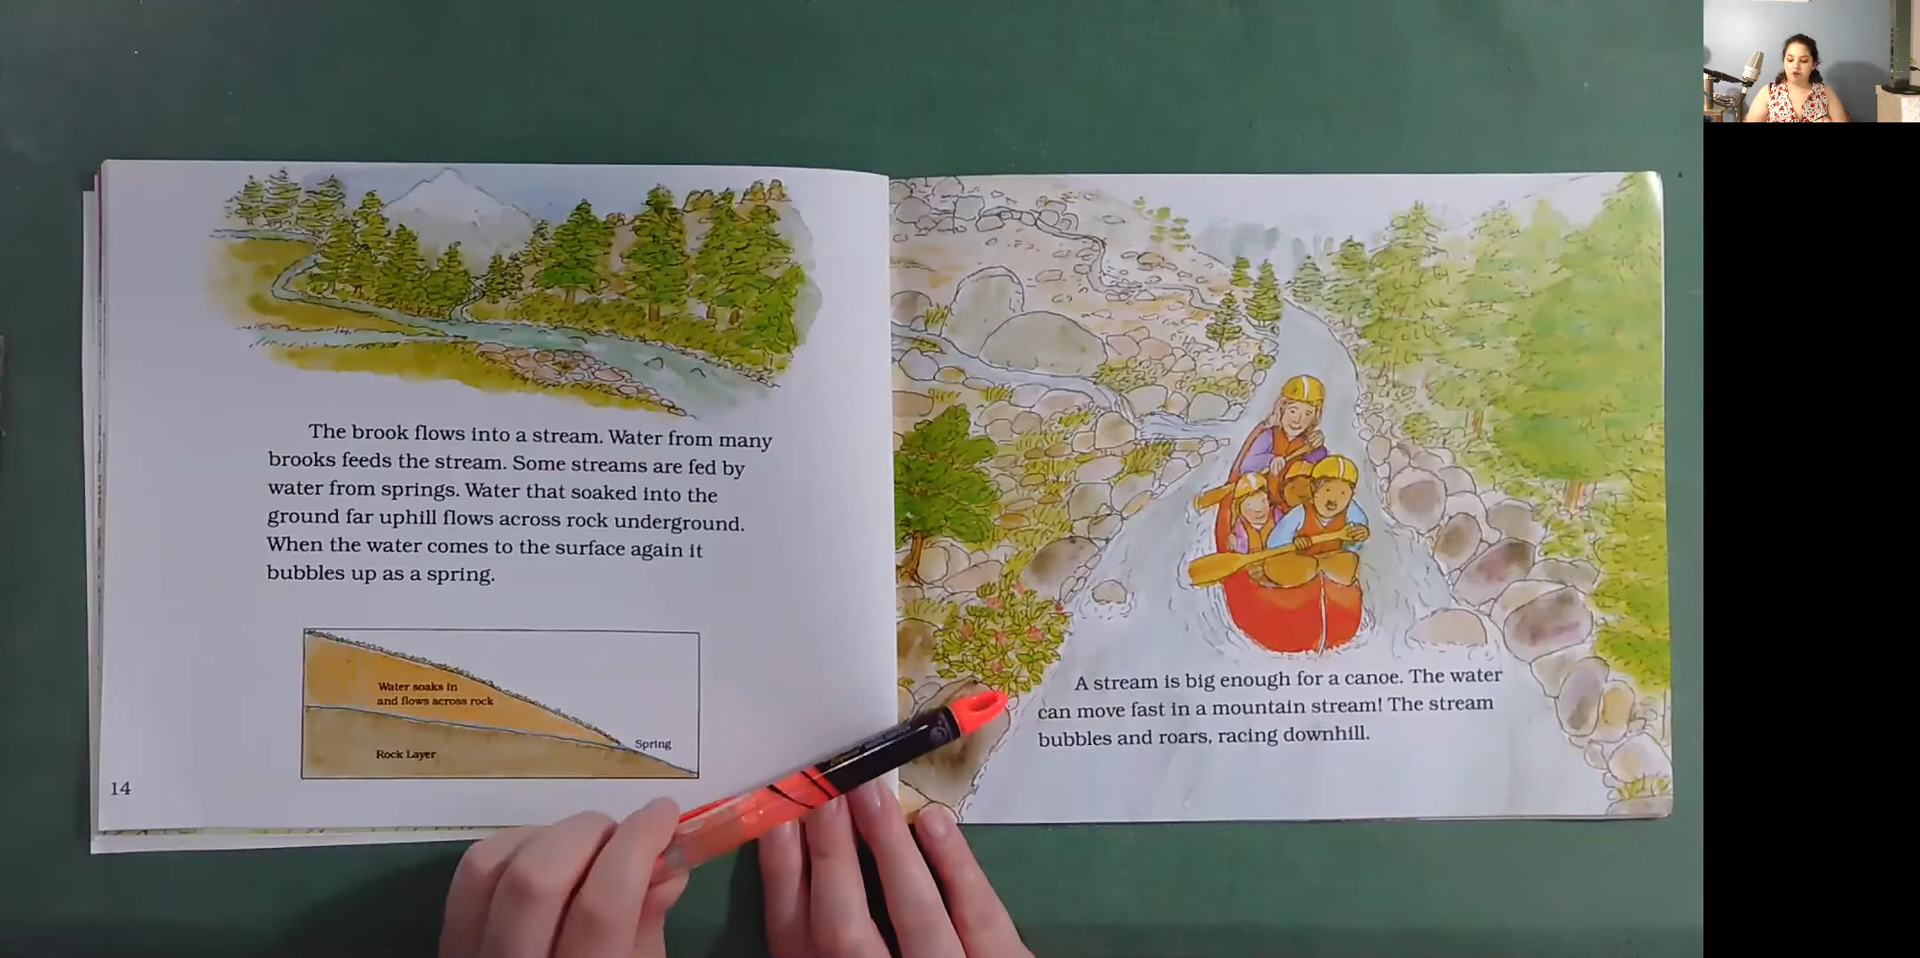 The brook flows into a stream. Water from many
brooks feeds the stream. Some streams are fed by
water from springs. Water that soaked into the
ground far uphill flows across rock underground.
When the water comes to the surface again it
bubbles up as a spring.
Water soaks in
and flows across rock
Spring
Rock Layer
14
A stream is big enough for a canoe. The water
can move fast in a mountain stream! The stream
bubbles and roars, racing downhill.